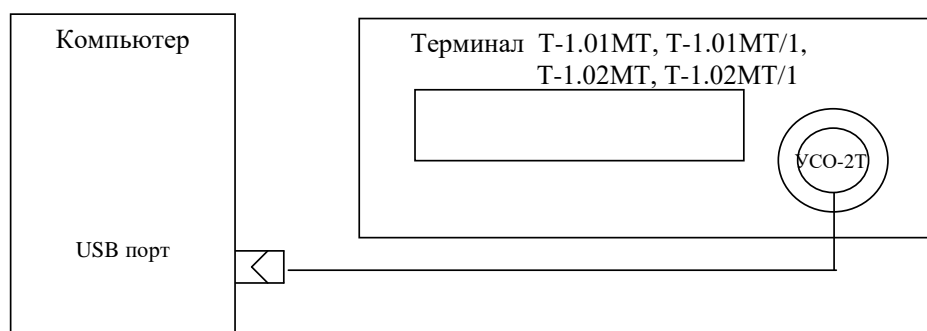 Компьютер
Терминал Т-1.01МТ, Т-1.01МТ/1,
Т-1.02МТ, Т-1.02МТ/1
УСО-2Т
USB порт